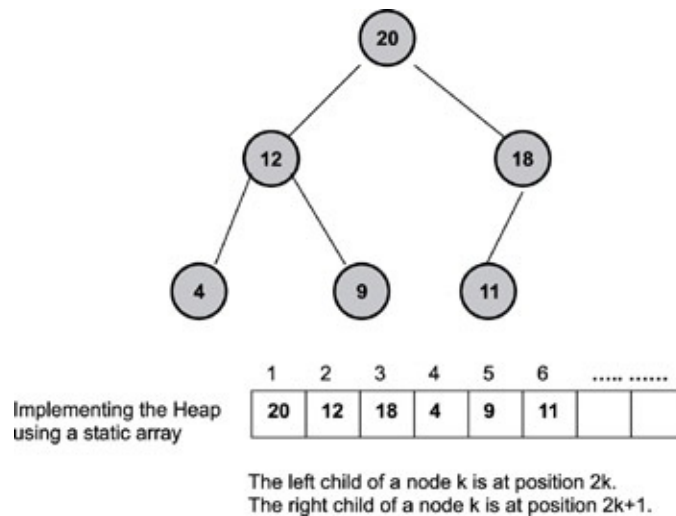 20
12 18
4 9 11
1 2 3 4 5 6 ..... ......
Implementing the Heap
using a static array
20 12 18 4 9 11
The left child of a node k is at position 2k.
The right child of a node k is at position 2k+1.